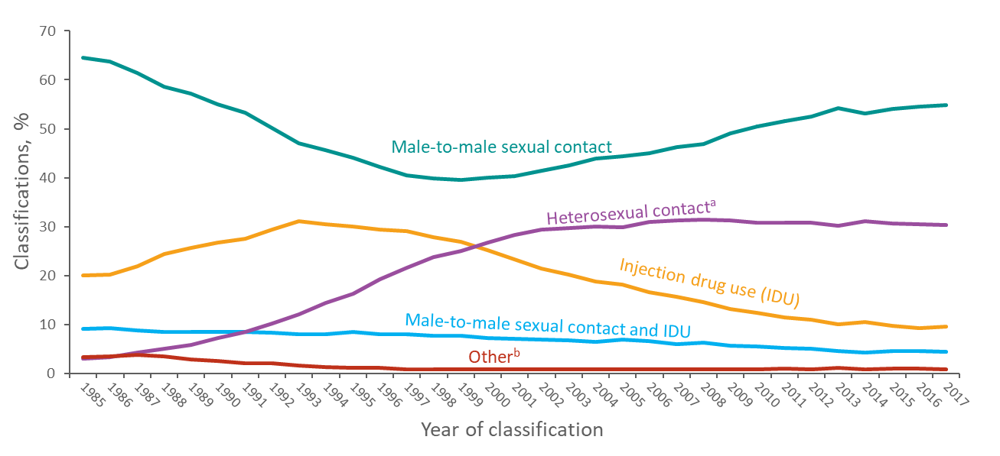 70
60
50
40
30
20
10
0
Classifications, %
Male-to-male sexual contact
Heterosexual contactᵃ
Injection drug use (IDU)
Male-to-male sexual contact and IDU
Otherᵇ
1985 1986 1987 1988 1989 1990 1991 1992 1993 1994 1995 1996 1997 1998 1999 2000 2001 2002 2003 2004 2005 2006 2007 2008 2009 2010 2011 2012 2013 2014 2015 2016 2017
Year of classification